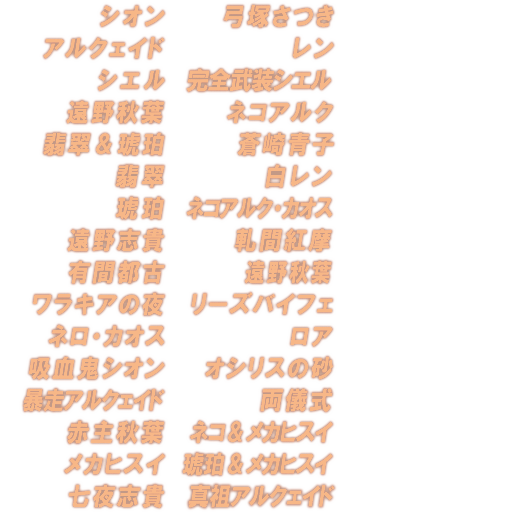 シオン
弓塚さつき
アルクェイド
レン
シエル
完全武装シエル
遠野秋葉
ネコアルク
翡翠&琥珀
蒼崎青子
翡翠
白レン
琥珀
ネコアルク・カオス
遠野志貴
軋間紅摩
有間都古
遠野秋葉
ワラキアの夜
リーズバイフェ
ネロ・カオス
ロア
吸血鬼シオン
オシリスの砂
暴走アルクェイド
両儀式
赤主秋葉
ネコ&メカヒスイ
メカヒスイ
琥珀&メカヒスイ
七夜志貴
真祖アルクェイド